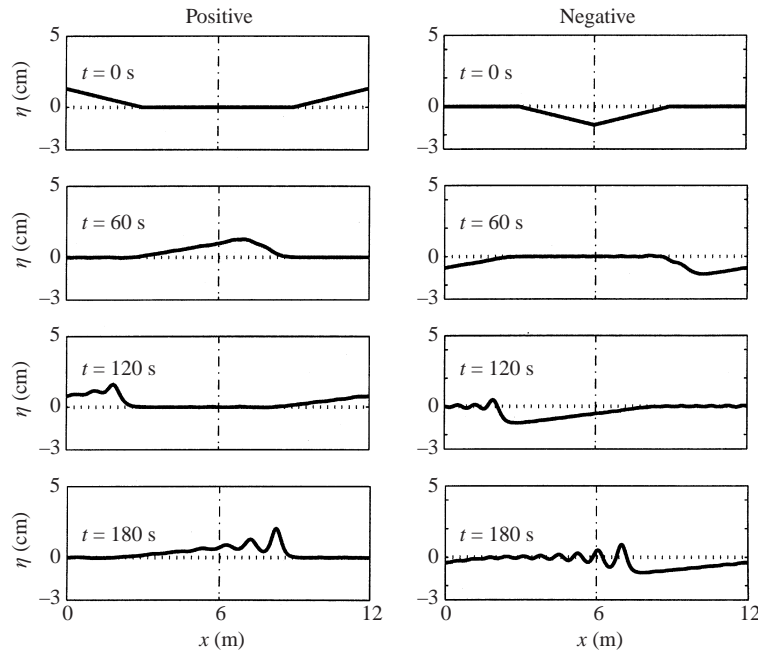 Positive Negative
5 5
η (cm) t = 0 s η (cm) t = 0 s
0 0
−3 −3
5 5
η (cm) t = 60 s t = 60 s
0 0
−3 −3
5 5
η (cm) t = 120 s t = 120 s
0 0
−3 −3
5 5
η (cm) t = 180 s t = 180 s
0 0
−3 −3
0 6 12 0 6 12
x (m) x (m)